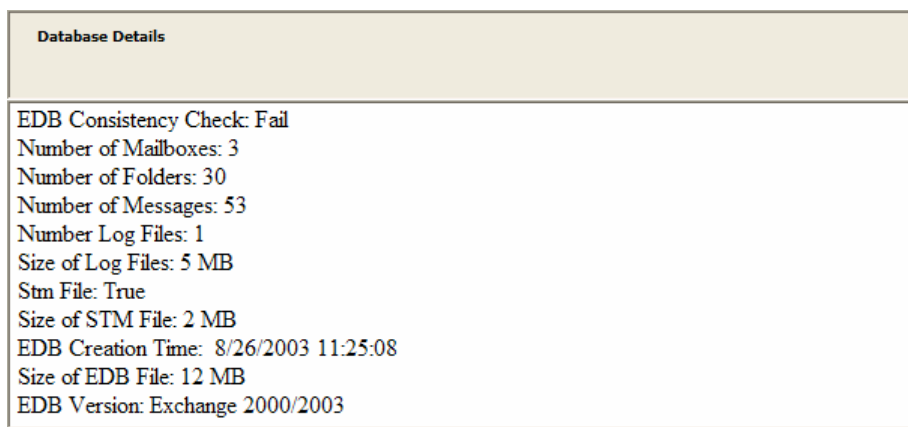 Database Details
EDB Consistency Check: Fail
Number of Mailboxes: 3
Number of Folders: 30
Number of Messages: 53
Number Log Files: 1
Size of Log Files: 5 MB
Stm File: True
Size of STM File: 2 MB
EDB Creation Time:  8/26/2003 11:25:08
Size of EDB File: 12 MB
EDB Version: Exchange 2000/2003